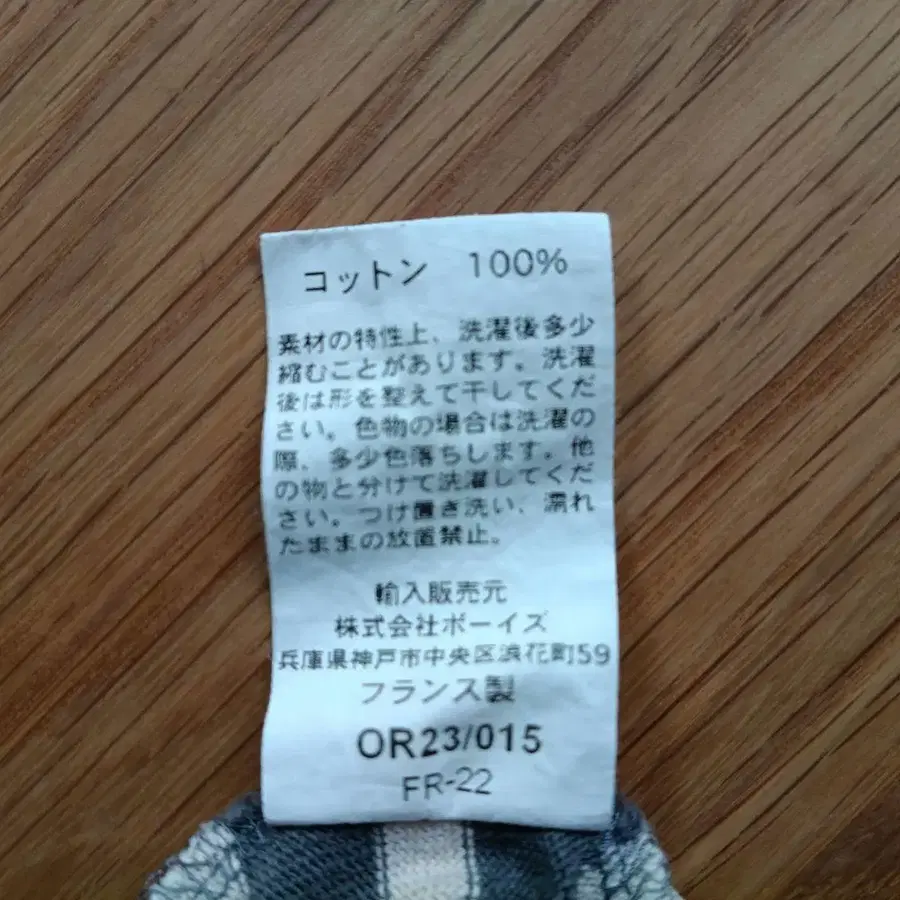 コットン 100%
素材の特性上、洗濯後多少
縮むことがあります。洗濯
後は形を整えて干してくだ
さい。色物の場合は洗濯の
際、多少色落ちします。他
の物と分けて洗濯してくだ
さい。つけ置き洗い、濡れ
たままの放置禁止。
輸入販売元
株式会社ボーイズ
兵庫県神戸市中央区浪花町59
フランス製
OR23/015
FR-22